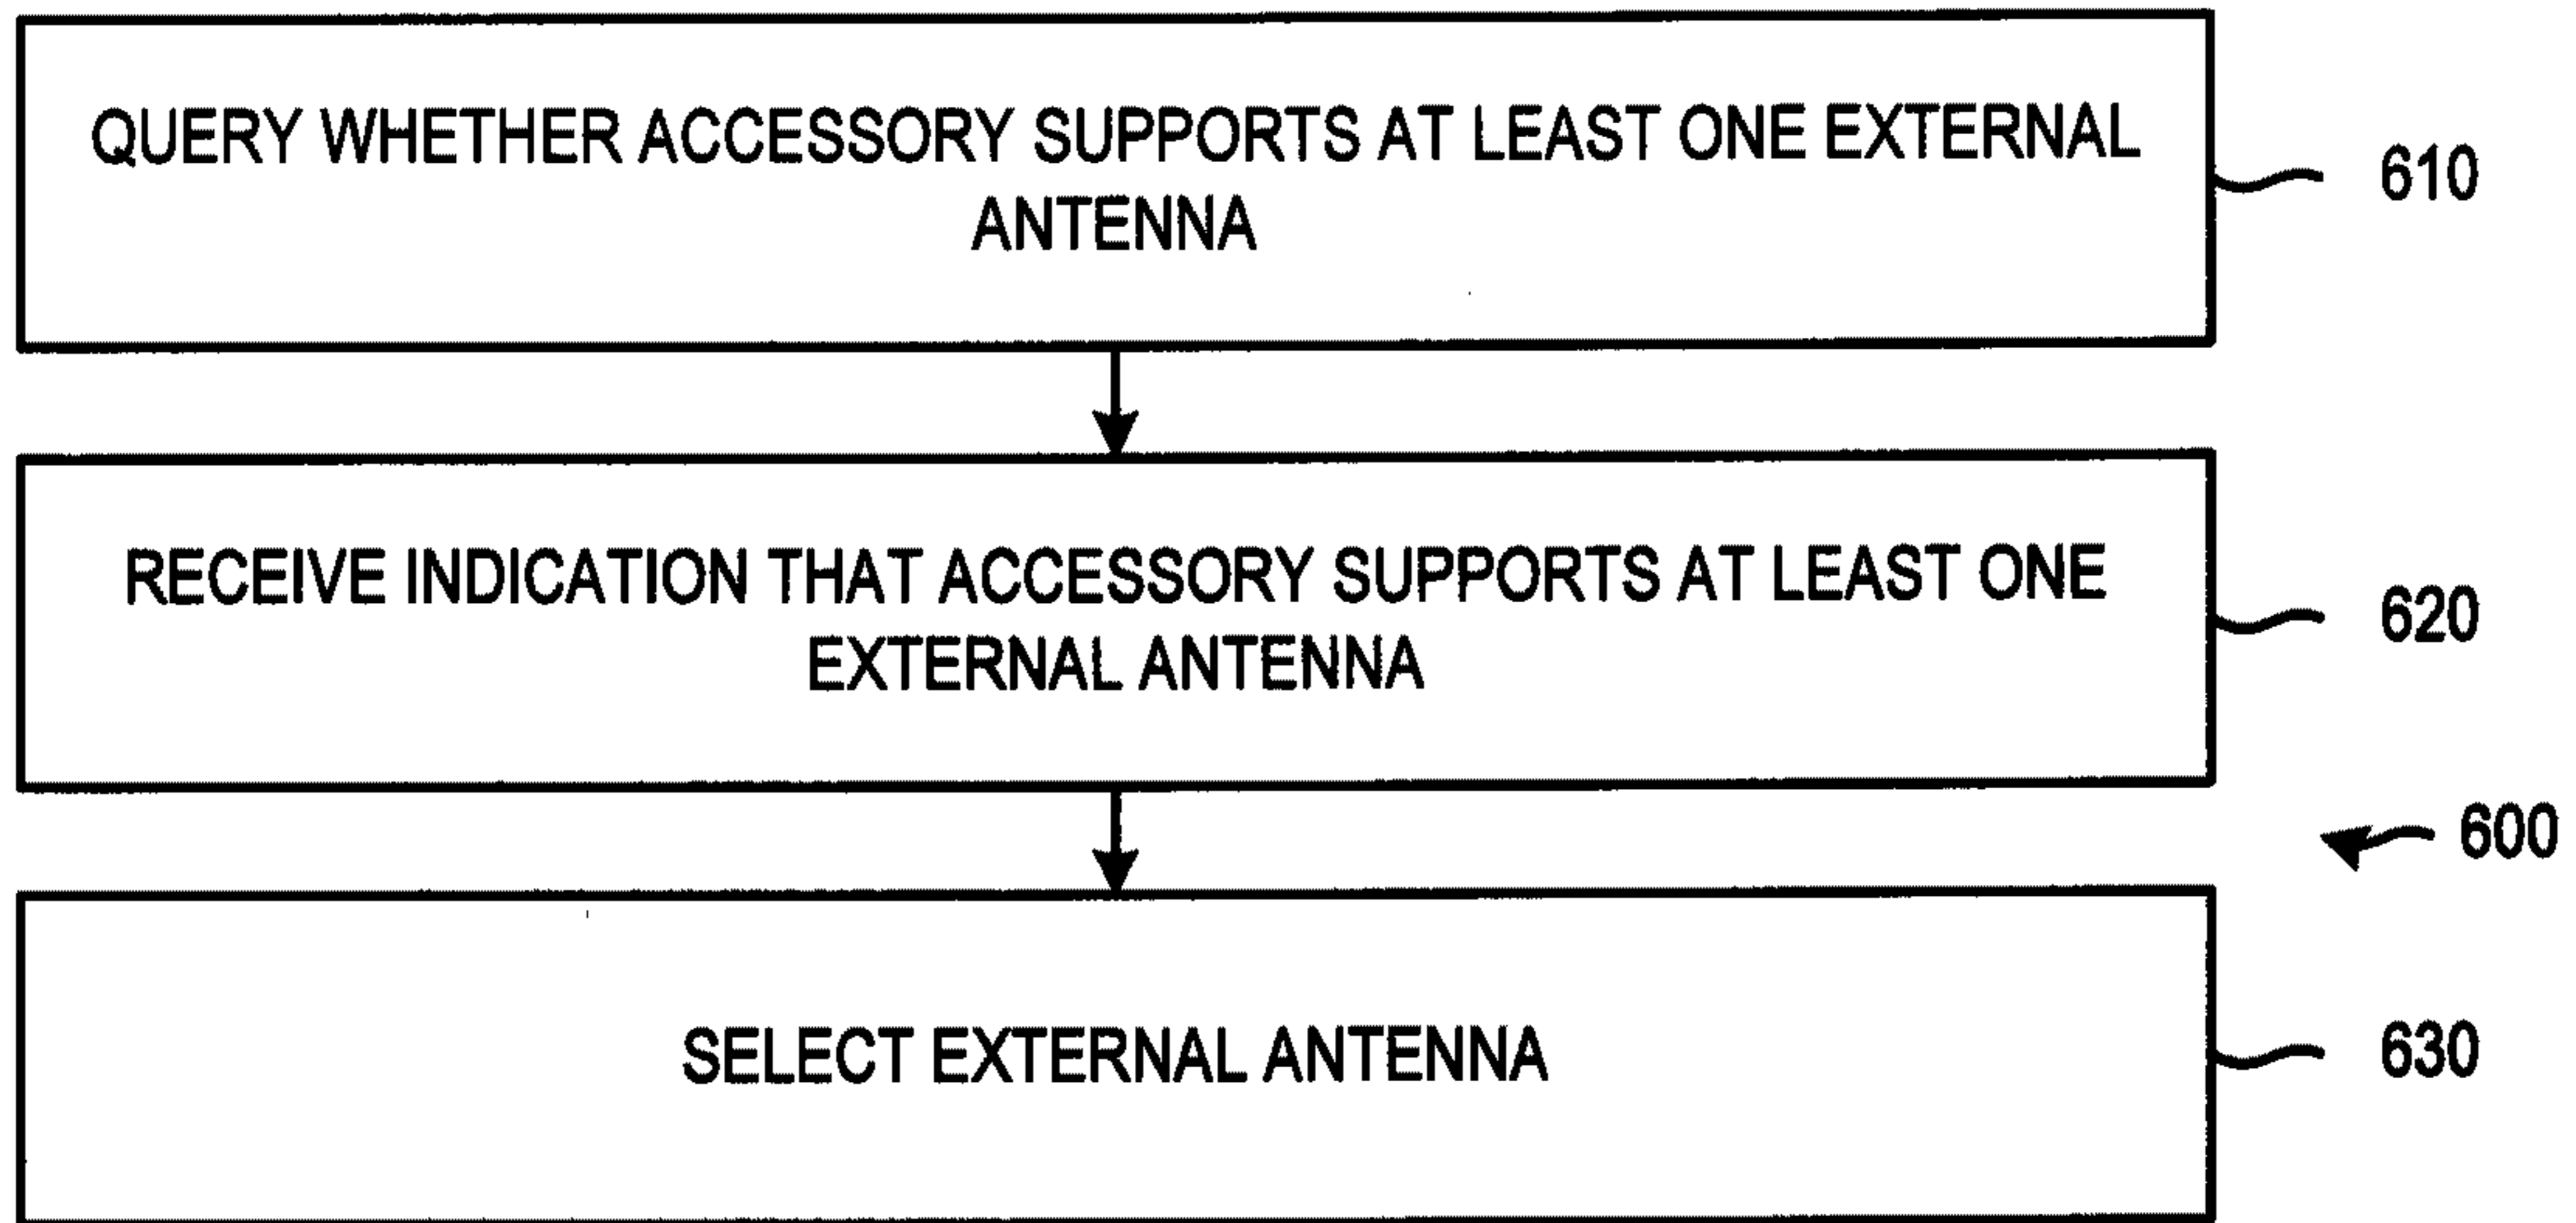 QUERY WHETHER ACCESSORY SUPPORTS AT LEAST ONE EXTERNAL
ANTENNA
610
RECEIVE INDICATION THAT ACCESSORY SUPPORTS AT LEAST ONE
EXTERNAL ANTENNA
620
600
SELECT EXTERNAL ANTENNA
630